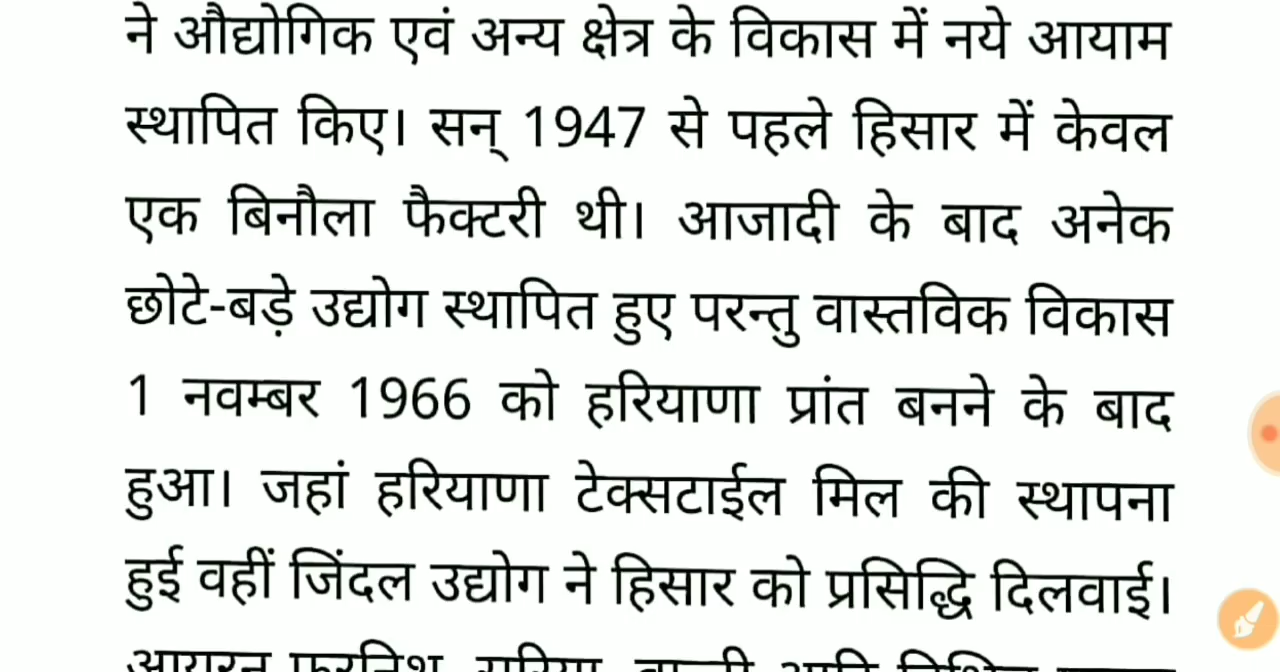 ने औद्योगिक एवं अन्य क्षेत्र के विकास में नये आयाम
स्थापित किए। सन् 1947 से पहले हिसार में केवल
एक बिनौला फैक्टरी थी। आजादी के बाद अनेक
छोटे-बड़े उद्योग स्थापित हुए परन्तु वास्तविक विकास
1 नवम्बर 1966 को हरियाणा प्रांत बनने के बाद
हुआ। जहां हरियाणा टेक्सटाईल मिल की स्थापना
हुई वहीं जिंदल उद्योग ने हिसार को प्रसिद्धि दिलवाई।